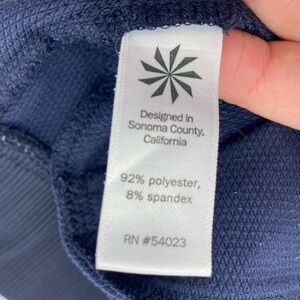 Designed in
Sonoma County,
California
92% polyester,
8% spandex
RN #54023